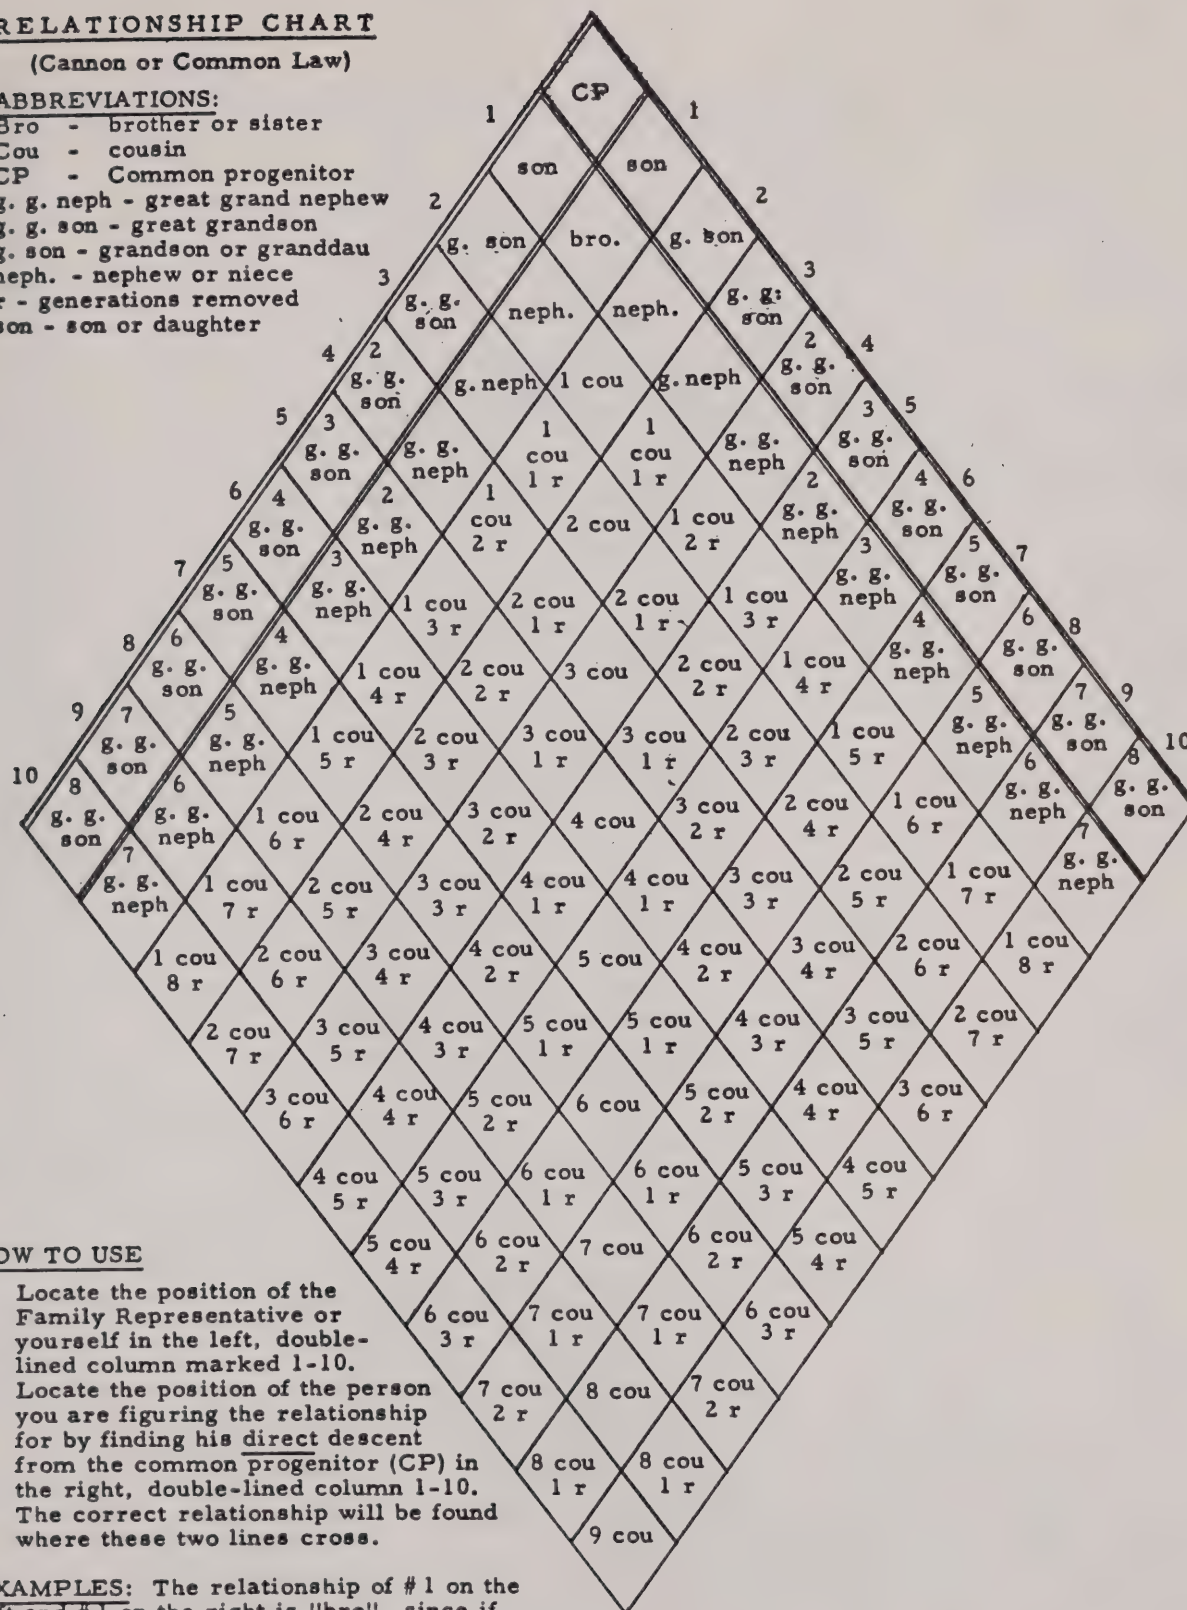 RELATIONSHIP CHART
(Cannon or Common Law)
ABBREVIATIONS:
Bro - brother or sister
Cou - cousin
CP - Common progenitor
g. g. neph - great grand nephew
g. g. son - great grandson
g. son - grandson or granddau
neph. - nephew or niece
r - generations removed
son - son or daughter
CP
1 1
son son
2 2
g. son bro. g. son
3 3
g. g. son neph. neph. g. g. son
4 4
2 g. g. son g. neph 1 cou g. neph 2 g. g. son
5 5
3 g. g. son g. g. neph 1 cou 1 r 1 cou 1 r g. g. neph 3 g. g. son
6 6
4 g. g. son 2 g. g. neph 1 cou 2 r 2 cou 1 cou 2 r 2 g. g. neph 4 g. g. son
7 7
5 g. g. son 3 g. g. neph 1 cou 3 r 2 cou 1 r 2 cou 1 r 1 cou 3 r 3 g. g. neph 5 g. g. son
8 8
6 g. g. son 4 g. g. neph 1 cou 4 r 2 cou 2 r 3 cou 2 cou 2 r 1 cou 4 r 4 g. g. neph 6 g. g. son
9 9
7 g. g. son 5 g. g. neph 1 cou 5 r 2 cou 3 r 3 cou 1 r 3 cou 1 r 2 cou 3 r 1 cou 5 r 5 g. g. neph 7 g. g. son
10 10
8 g. g. son 6 g. g. neph 1 cou 6 r 2 cou 4 r 3 cou 2 r 4 cou 3 cou 2 r 2 cou 4 r 1 cou 6 r 6 g. g. neph 8 g. g. son
7 g. g. neph 1 cou 7 r 2 cou 5 r 3 cou 3 r 4 cou 1 r 4 cou 1 r 3 cou 3 r 2 cou 5 r 1 cou 7 r 7 g. g. neph
1 cou 8 r 2 cou 6 r 3 cou 4 r 4 cou 2 r 5 cou 4 cou 2 r 3 cou 4 r 2 cou 6 r 1 cou 8 r
2 cou 7 r 3 cou 5 r 4 cou 3 r 5 cou 1 r 5 cou 1 r 4 cou 3 r 3 cou 5 r 2 cou 7 r
3 cou 6 r 4 cou 4 r 5 cou 2 r 6 cou 5 cou 2 r 4 cou 4 r 3 cou 6 r
4 cou 5 r 5 cou 3 r 6 cou 1 r 6 cou 1 r 5 cou 3 r 4 cou 5 r
5 cou 4 r 6 cou 2 r 7 cou 6 cou 2 r 5 cou 4 r
6 cou 3 r 7 cou 1 r 7 cou 1 r 6 cou 3 r
7 cou 2 r 8 cou 7 cou 2 r
8 cou 1 r 8 cou 1 r
9 cou
OW TO USE
Locate the position of the
Family Representative or
yourself in the left, double-
lined column marked 1-10.
Locate the position of the person
you are figuring the relationship
for by finding his direct descent
from the common progenitor (CP) in
the right, double-lined column 1-10.
The correct relationship will be found
where these two lines cross.
XAMPLES: The relationship of #1 on the
and #1 on the right is "bro", since if